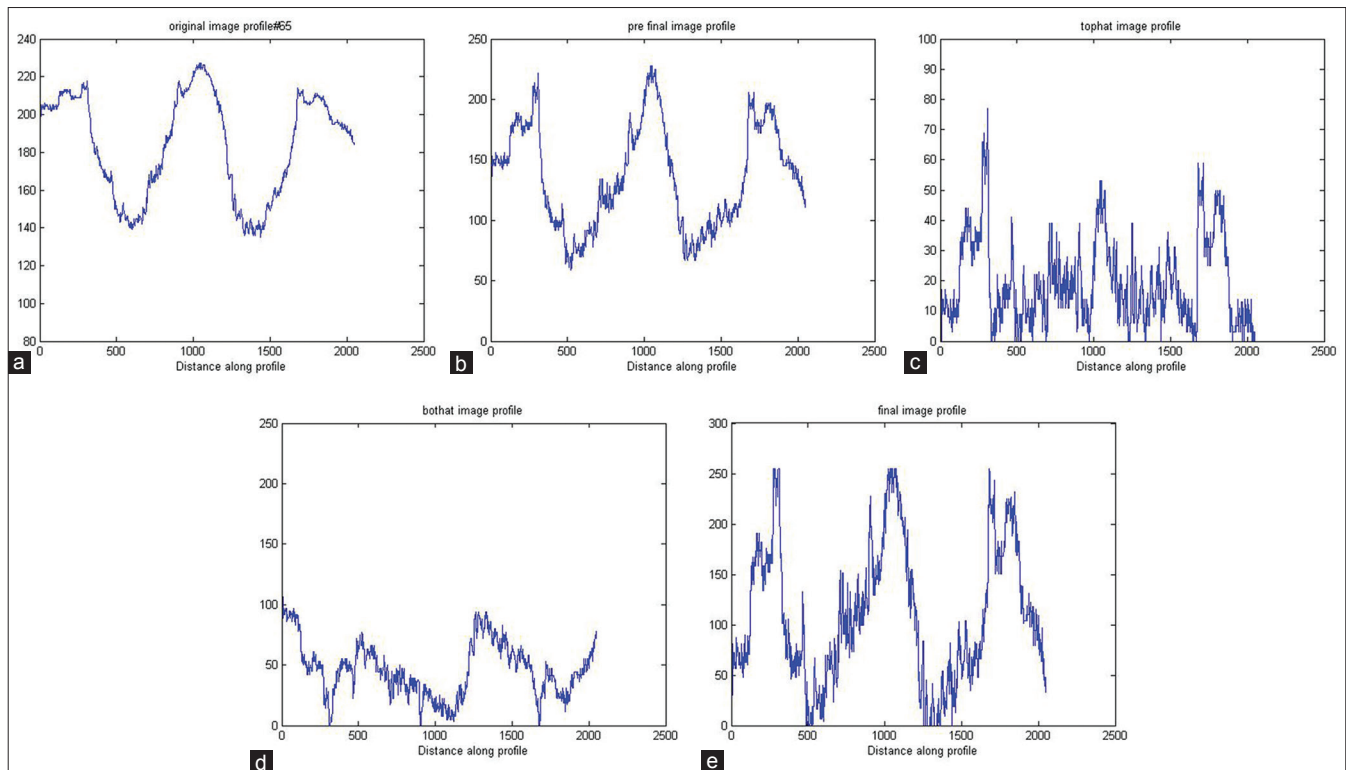 original image profile#65
240
220
200
180
160
140
120
100
80
0 500 1000 1500 2000 2500
Distance along profile
a
pre final image profile
250
200
150
100
50
0
0 500 1000 1500 2000 2500
Distance along profile
b
tophat image profile
100
90
80
70
60
50
40
30
20
10
0
0 500 1000 1500 2000 2500
Distance along profile
c
bothat image profile
250
200
150
100
50
0
0 500 1000 1500 2000 2500
Distance along profile
d
final image profile
300
250
200
150
100
50
0
0 500 1000 1500 2000 2500
Distance along profile
e